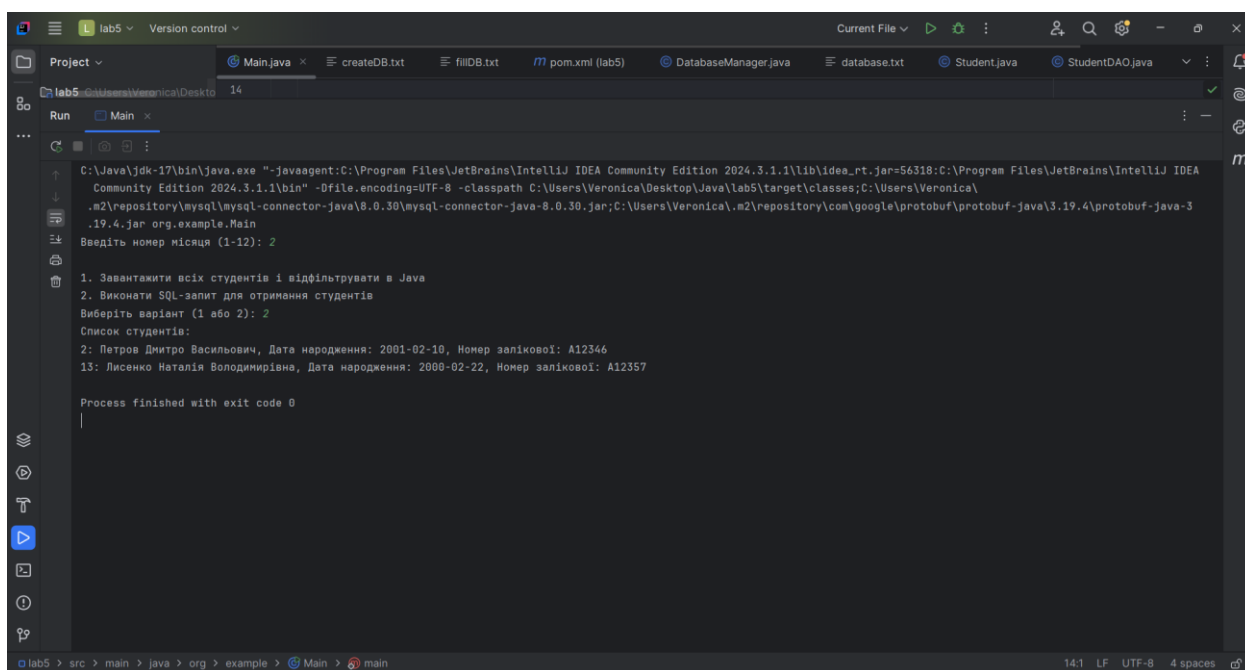 L lab5 Version control Current File
Project Main.java createDB.txt fillDB.txt pom.xml (lab5) DatabaseManager.java database.txt Student.java StudentDAO.java
lab5 C:\Users\Veronica\Deskto 14
Run Main
C:\Java\jdk-17\bin\java.exe "-javaagent:C:\Program Files\JetBrains\IntelliJ IDEA Community Edition 2024.3.1.1\lib\idea_rt.jar=56318:C:\Program Files\JetBrains\IntelliJ IDEA
Community Edition 2024.3.1.1\bin" -Dfile.encoding=UTF-8 -classpath C:\Users\Veronica\Desktop\Java\lab5\target\classes;C:\Users\Veronica\
.m2\repository\mysql\mysql-connector-java\8.0.30\mysql-connector-java-8.0.30.jar;C:\Users\Veronica\.m2\repository\com\google\protobuf\protobuf-java\3.19.4\protobuf-java-3
.19.4.jar org.example.Main
Введіть номер місяця (1-12): 2
1. Завантажити всіх студентів і відфільтрувати в Java
2. Виконати SQL-запит для отримання студентів
Виберіть варіант (1 або 2): 2
Список студентів:
2: Петров Дмитро Васильович, Дата народження: 2001-02-10, Номер залікової: A12346
13: Лисенко Наталія Володимирівна, Дата народження: 2000-02-22, Номер залікової: A12357
Process finished with exit code 0
lab5 > src > main > java > org > example > Main > main 14:1 LF UTF-8 4 spaces